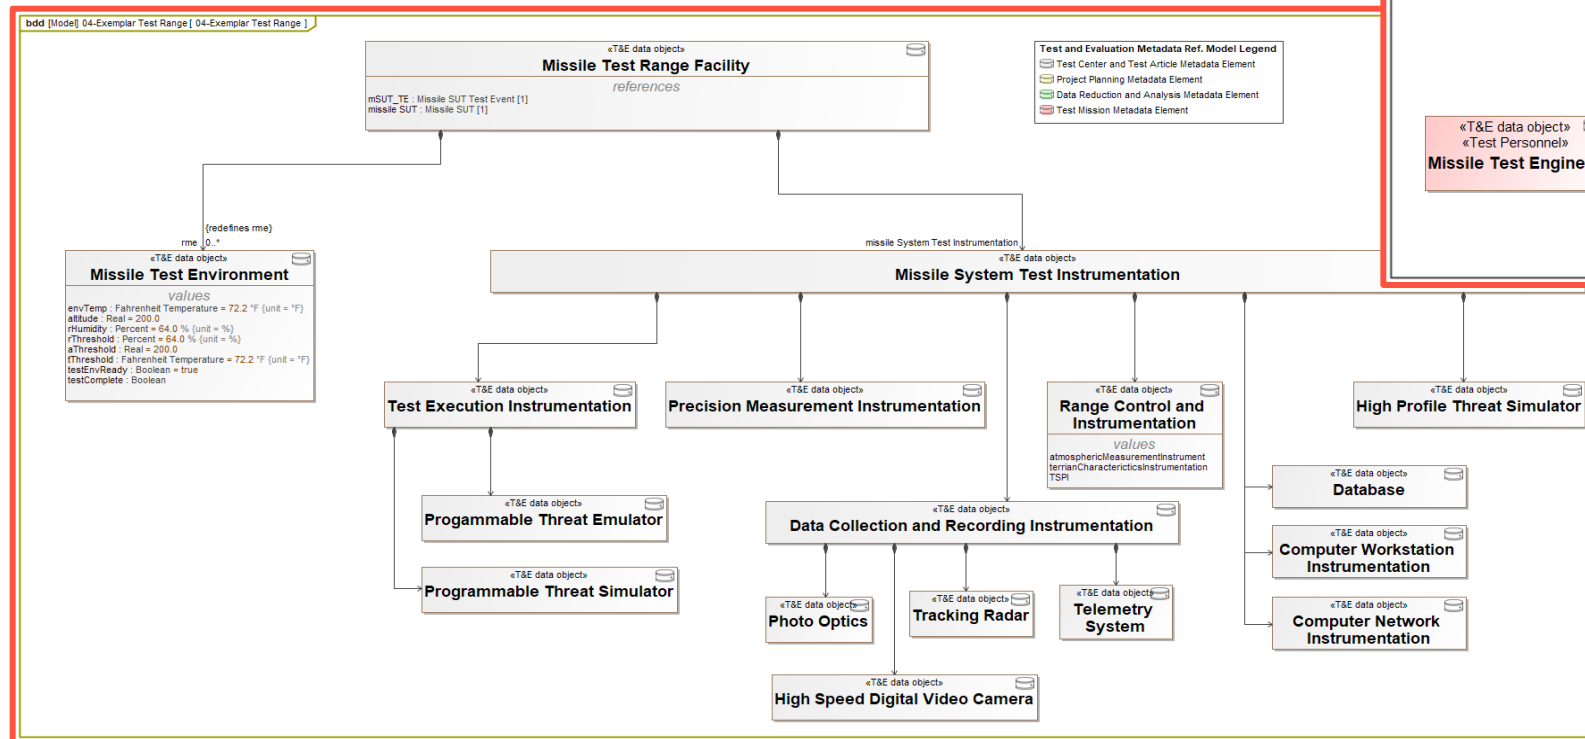 bdd [Model] 04-Exemplar Test Range [ 04-Exemplar Test Range ]
«T&E data object»
Missile Test Range Facility
references
mSUT_TE : Missile SUT Test Event [1]
missile SUT : Missile SUT [1]
Test and Evaluation Metadata Ref. Model Legend
Test Center and Test Article Metadata Element
Project Planning Metadata Element
Data Reduction and Analysis Metadata Element
Test Mission Metadata Element
«T&E data object»
«Test Personnel»
Missile Test Engine
{redefines rme}
rme 0..*
missile System Test Instrumentation
«T&E data object»
Missile Test Environment
values
envTemp : Fahrenheit Temperature = 72.2 °F {unit = °F}
altitude : Real = 200.0
rHumidity : Percent = 64.0 % {unit = %}
rThreshold : Percent = 64.0 % {unit = %}
aThreshold : Real = 200.0
tThreshold : Fahrenheit Temperature = 72.2 °F {unit = °F}
testEnvReady : Boolean = true
testComplete : Boolean
«T&E data object»
Missile System Test Instrumentation
«T&E data object»
Test Execution Instrumentation
«T&E data object»
Precision Measurement Instrumentation
«T&E data object»
Range Control and
Instrumentation
values
atmosphericMeasurementInstrument
terrianCharactericticsInstrumentation
TSPI
«T&E data object»
High Profile Threat Simulator
«T&E data object»
Progammable Threat Emulator
«T&E data object»
Programmable Threat Simulator
«T&E data object»
Data Collection and Recording Instrumentation
«T&E data object»
Database
«T&E data object»
Computer Workstation
Instrumentation
«T&E data object»
Computer Network
Instrumentation
«T&E data object»
Photo Optics
«T&E data object»
Tracking Radar
«T&E data object»
Telemetry
System
«T&E data object»
High Speed Digital Video Camera